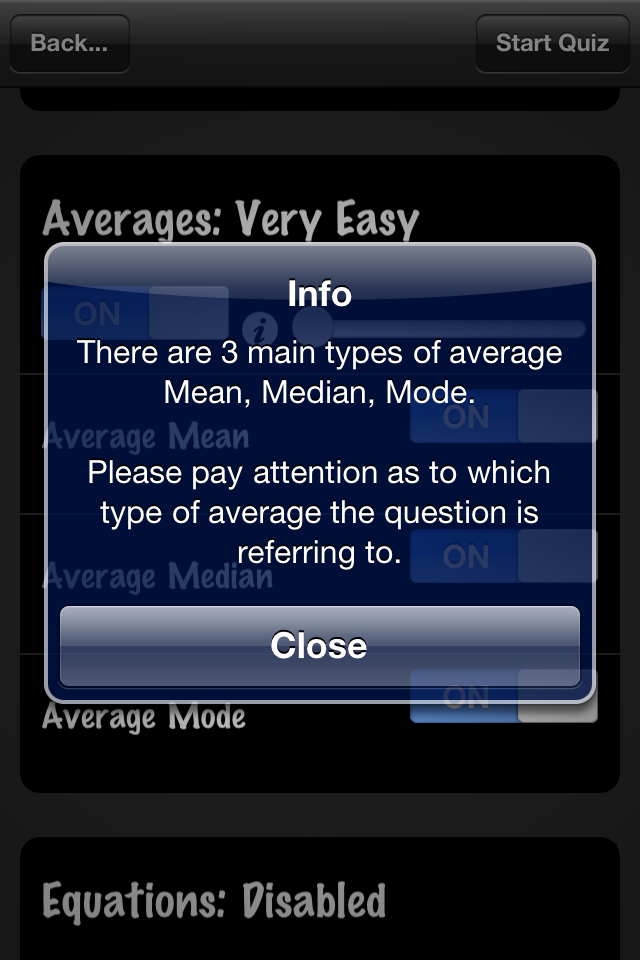 Back...
Start Quiz
Averages: Very Easy
Info
ON
i
There are 3 main types of average
Mean, Median, Mode.
ON
Average Mean
Please pay attention as to which
type of average the question is
referring to.
ON
Average Median
Close
ON
Average Mode
Equations: Disabled